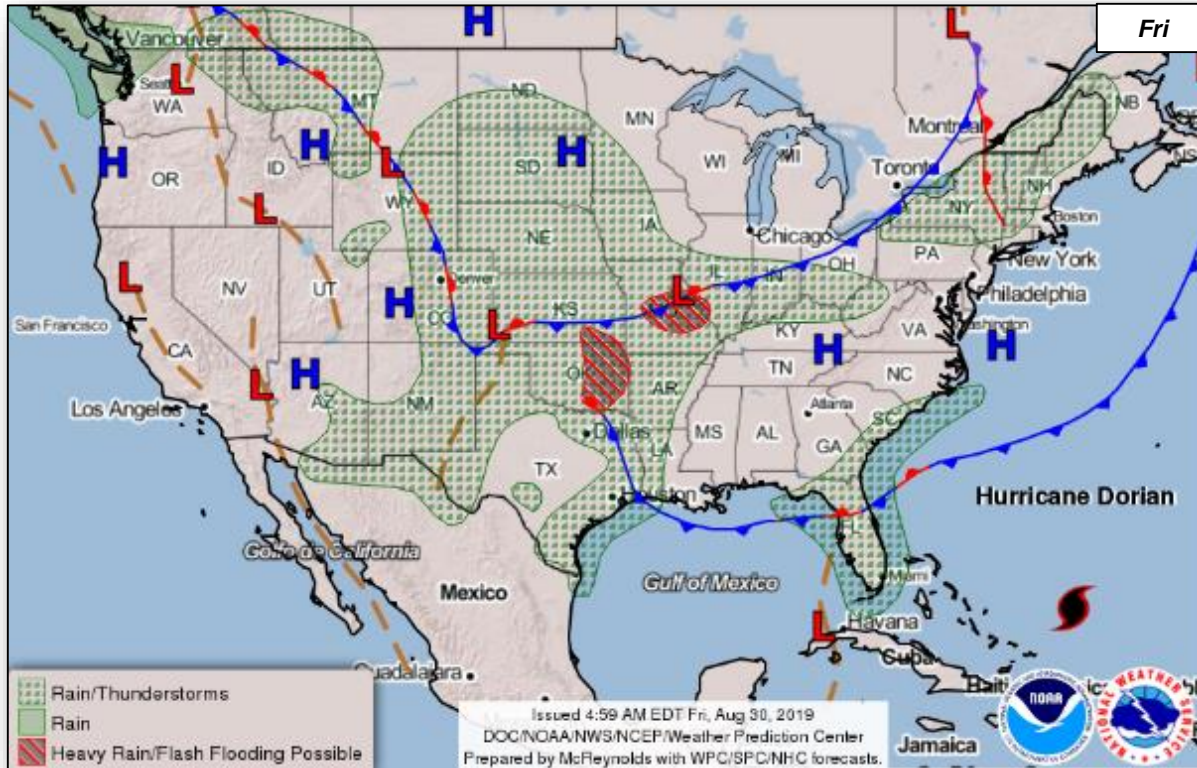 Fri
Vancouver
H
L
L
Seattle
WA
MT
ND
MN
Montreal
NB
NS
H
OR
H
ID
L
WY
SD
H
WI
MI
Toronto
NH
NY
Boston
L
IA
NE
Chicago
PA
New York
OH
IN
IL
L
NV
UT
Denver
CO
H
KS
L
Philadelphia
San Francisco
CA
L
KY
VA
Washington
H
H
TN
NC
L
H
AZ
NM
OK
AR
Los Angeles
Atlanta
SC
Dallas
MS
AL
GA
LA
TX
Houston
Hurricane Dorian
FL
Golfo de California
Mexico
Gulf of Mexico
Miami
L
Havana
Cuba
Guadalajara
Rain/Thunderstorms
Rain
Heavy Rain/Flash Flooding Possible
Issued 4:59 AM EDT Fri, Aug 30, 2019
DOC/NOAA/NWS/NCEP/Weather Prediction Center
Prepared by McReynolds with WPC/SPC/NHC forecasts.
NOAA
NATIONAL WEATHER SERVICE
Jamaica